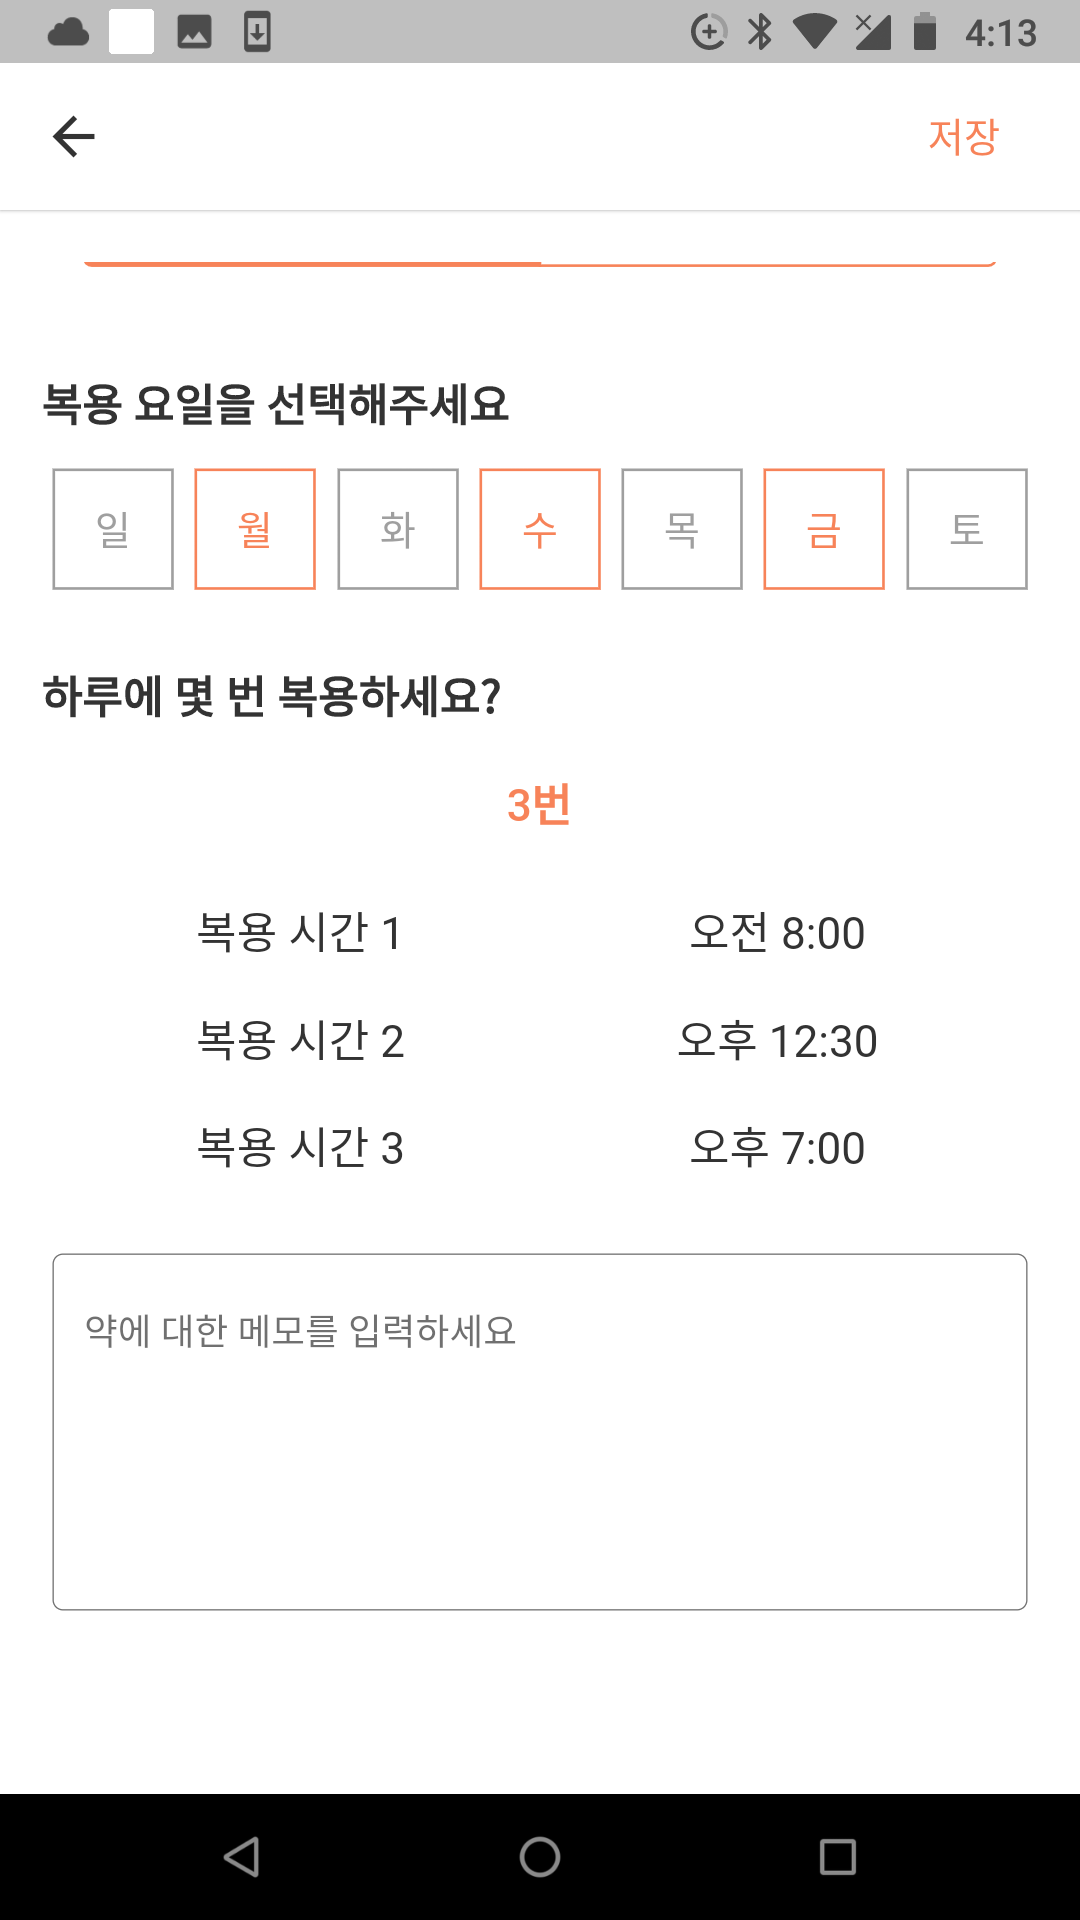 4:13
저장
복용 요일을 선택해주세요
일 월 화 수 목 금 토
하루에 몇 번 복용하세요?
3번
복용 시간 1 오전 8:00
복용 시간 2 오후 12:30
복용 시간 3 오후 7:00
약에 대한 메모를 입력하세요